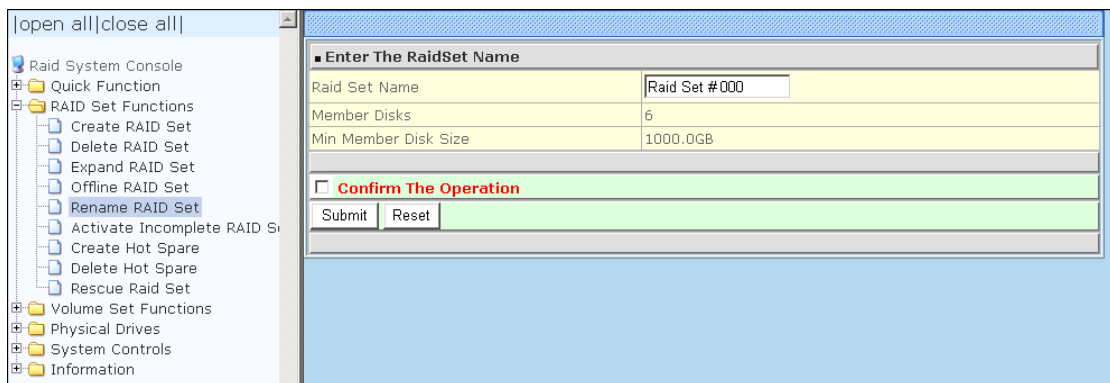 |open all|close all|
Raid System Console
Quick Function
RAID Set Functions
Create RAID Set
Delete RAID Set
Expand RAID Set
Offline RAID Set
Rename RAID Set
Activate Incomplete RAID
Create Hot Spare
Delete Hot Spare
Rescue Raid Set
Volume Set Functions
Physical Drives
System Controls
Information
Enter The RaidSet Name
Raid Set Name Raid Set #000
Member Disks 6
Min Member Disk Size 1000.0GB
Confirm The Operation
Submit Reset